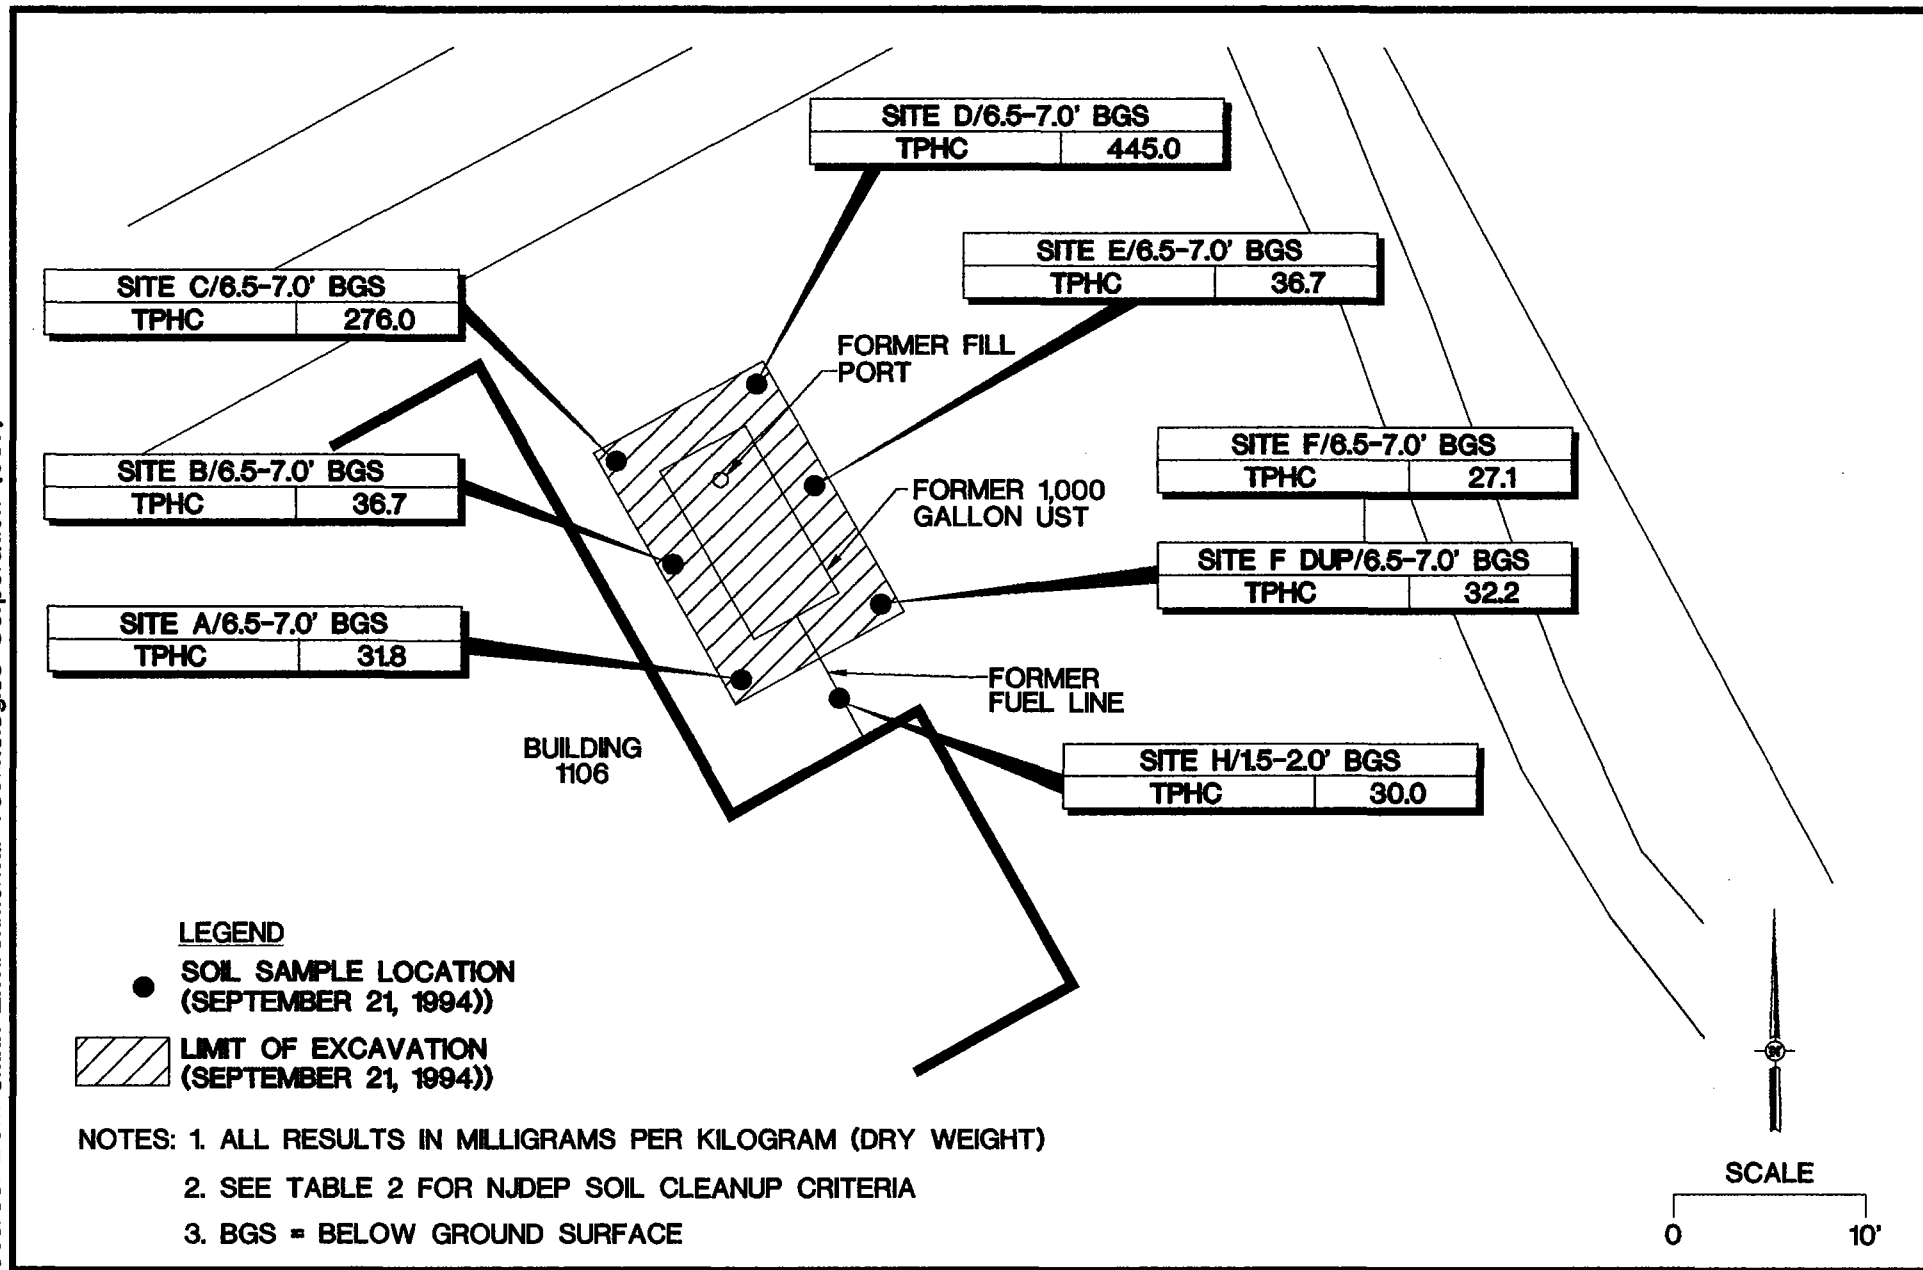 SITE D/6.5-7.0' BGS
TPHC 445.0
SITE E/6.5-7.0' BGS
TPHC 36.7
SITE C/6.5-7.0' BGS
TPHC 276.0
FORMER FILL
PORT
SITE B/6.5-7.0' BGS
TPHC 36.7
FORMER 1,000
GALLON UST
SITE F/6.5-7.0' BGS
TPHC 27.1
SITE F DUP/6.5-7.0' BGS
TPHC 32.2
SITE A/6.5-7.0' BGS
TPHC 31.8
FORMER
FUEL LINE
BUILDING
1106
SITE H/1.5-2.0' BGS
TPHC 30.0
LEGEND
SOIL SAMPLE LOCATION
(SEPTEMBER 21, 1994))
LIMIT OF EXCAVATION
(SEPTEMBER 21, 1994))
NOTES: 1. ALL RESULTS IN MILLIGRAMS PER KILOGRAM (DRY WEIGHT)
2. SEE TABLE 2 FOR NJDEP SOIL CLEANUP CRITERIA
3. BGS = BELOW GROUND SURFACE
N
SCALE
0 10'